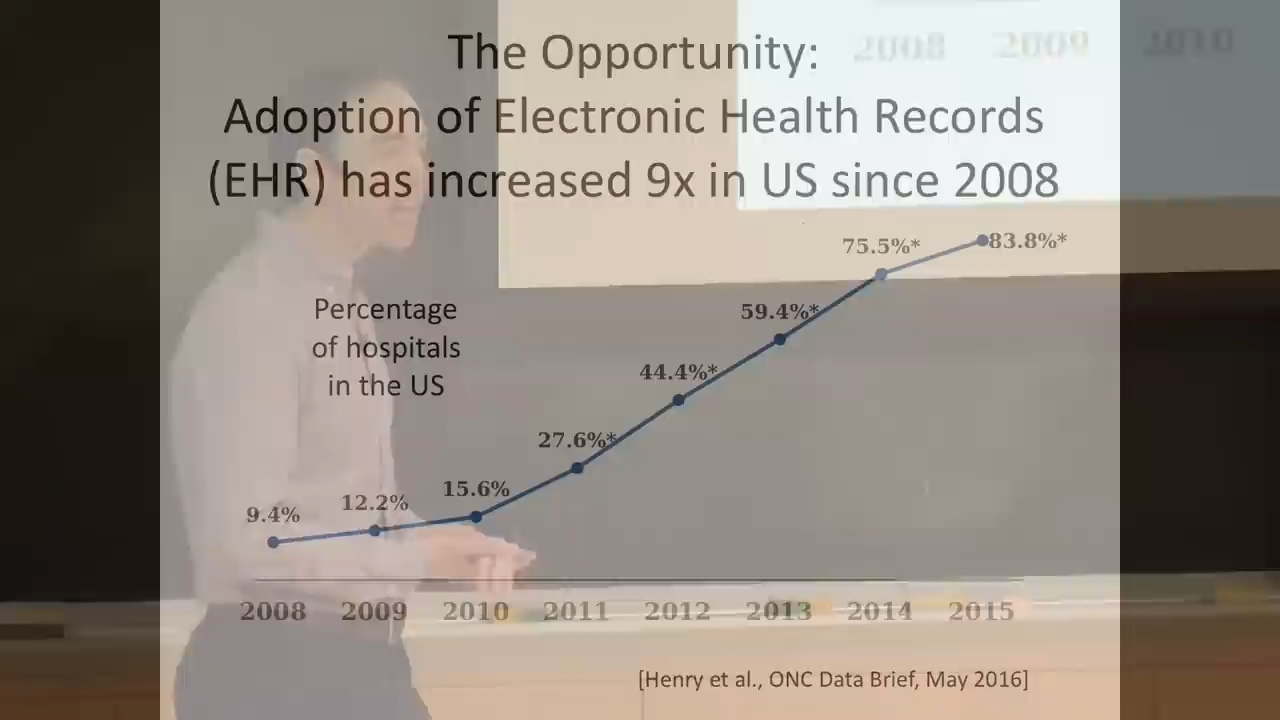 The Opportunity:
Adoption of Electronic Health Records
(EHR) has increased 9x in US since 2008
2008 2009 2010
Percentage
of hospitals
in the US
9.4%
12.2%
15.6%
27.6%*
44.4%*
59.4%*
75.5%*
83.8%*
2008 2009 2010 2011 2012 2013 2014 2015
[Henry et al., ONC Data Brief, May 2016]